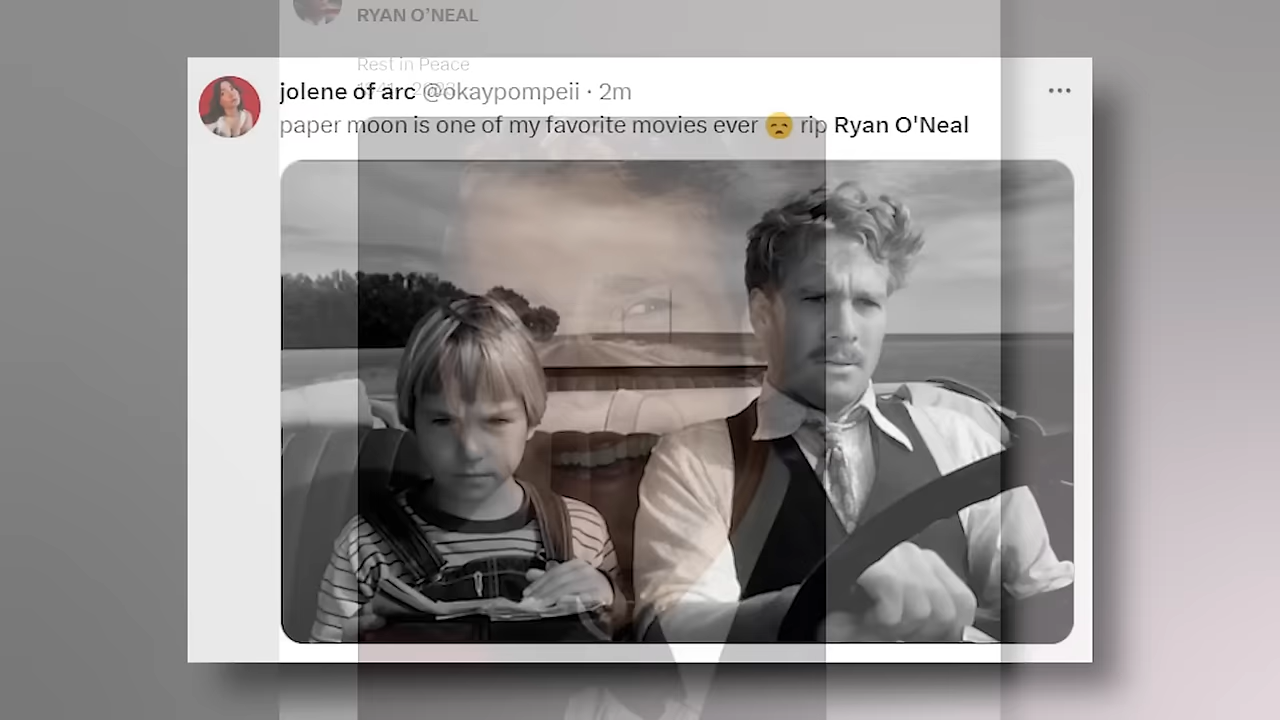 RYAN O'NEAL
Rest in Peace
jolene of arc @okaypompeii · 2m
paper moon is one of my favorite movies ever 😞 rip Ryan O'Neal